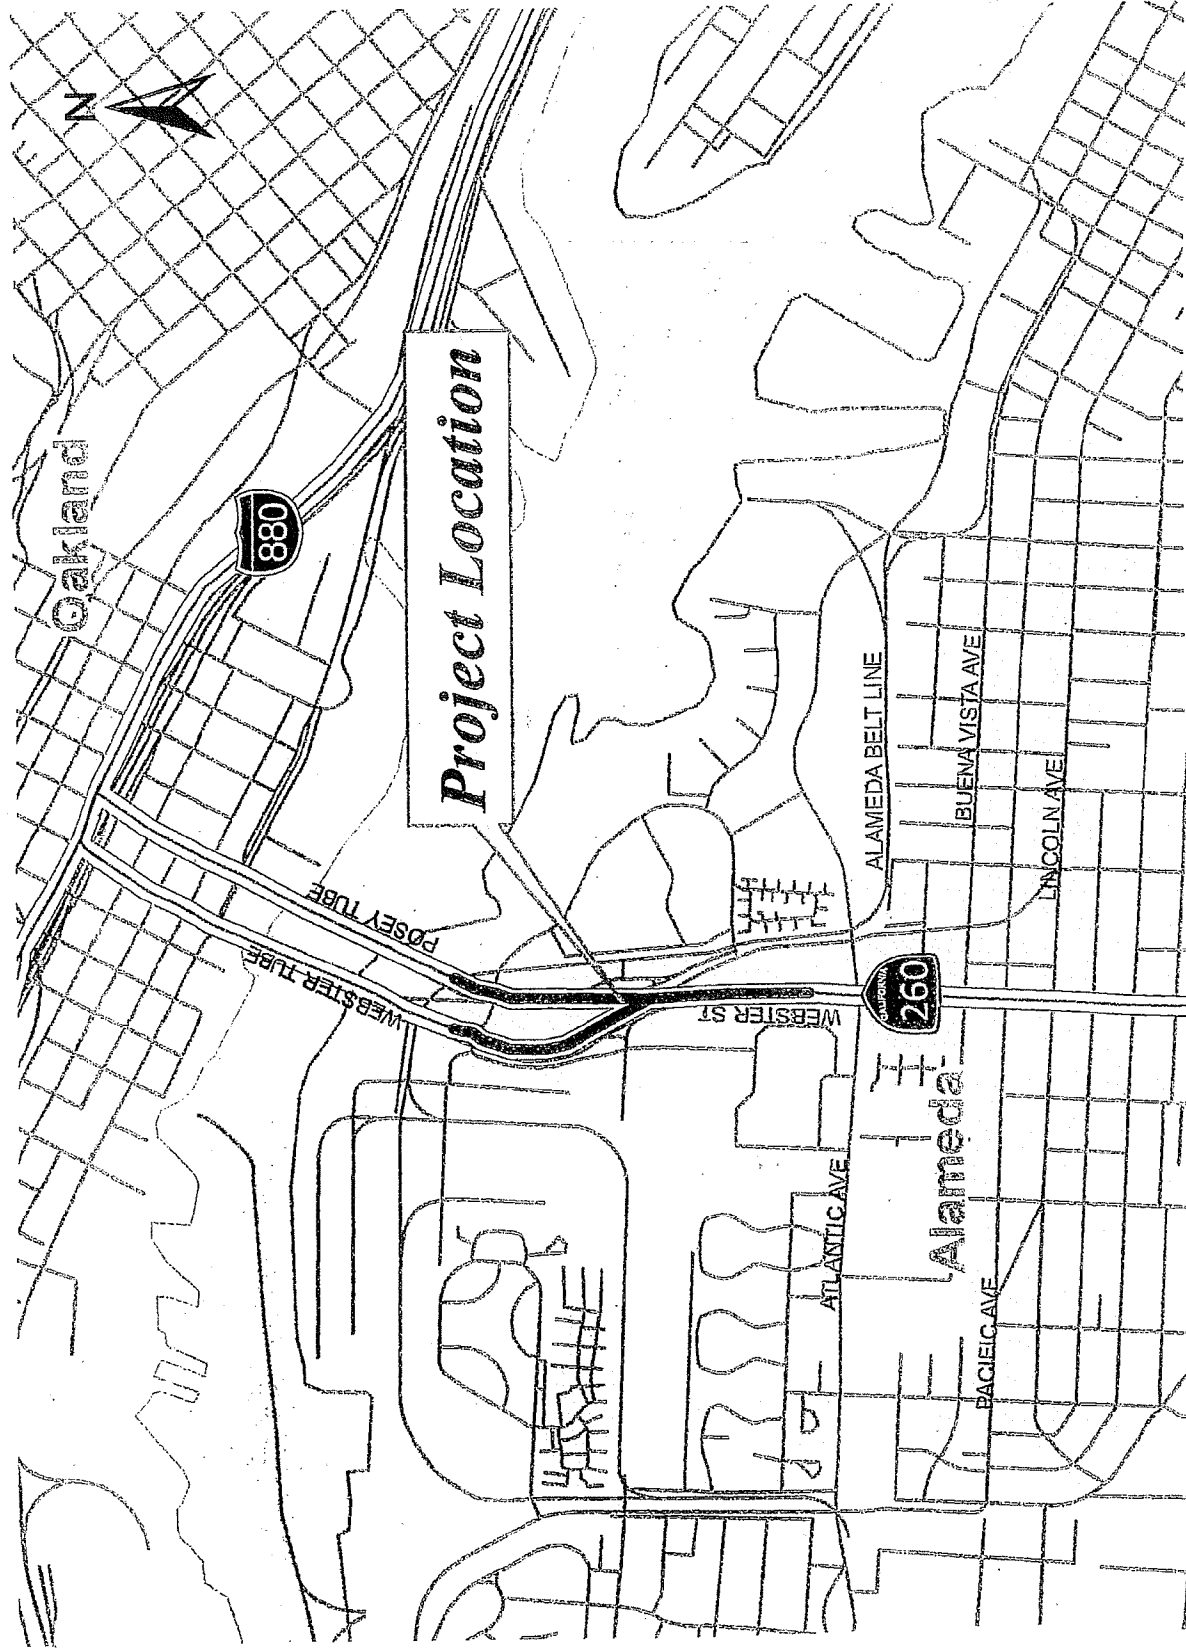 N
Oakland
880
Project Location
POSEY TUBE
WEBSTER TUBE
WEBSTER ST
ALAMEDA BELT LINE
BUENA VISTA AVE
LINCOLN AVE
CALIFORNIA
260
Alameda
ATLANTIC AVE
PACIFIC AVE